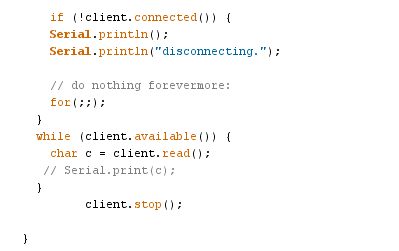 if (!client.connected()) {
Serial.println();
Serial.println("disconnecting.");
// do nothing forevermore:
for(;;);
}
while (client.available()) {
char c = client.read();
// Serial.print(c);
}
client.stop();
}